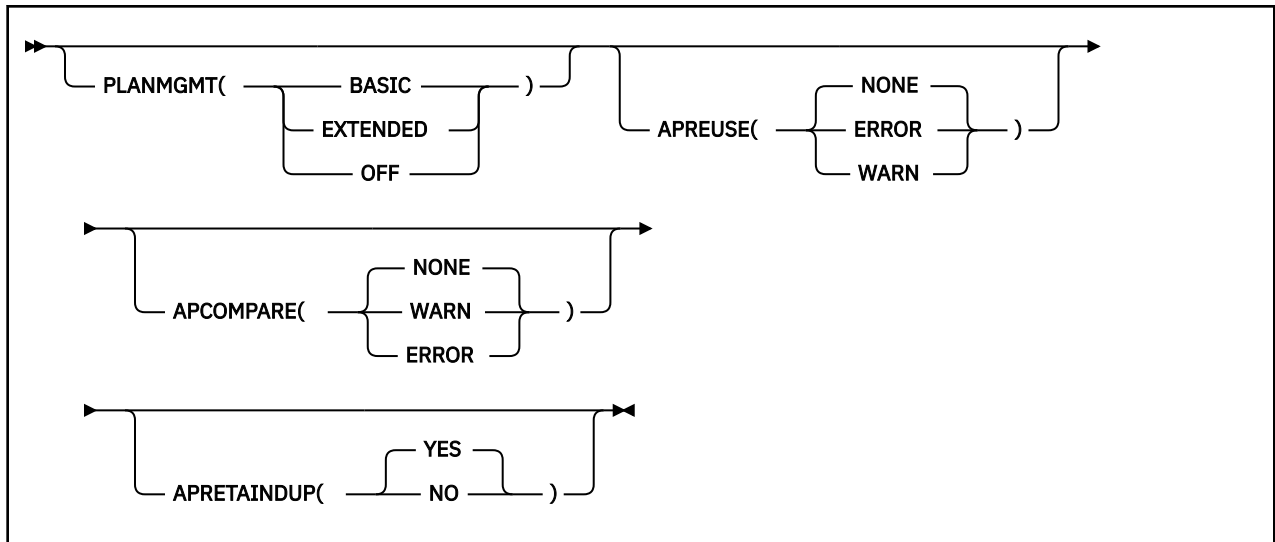 PLANMGMT( BASIC )
EXTENDED
OFF
APREUSE( NONE
ERROR )
WARN
APCOMPARE( NONE
WARN )
ERROR
APRETAINDUP( YES
NO )